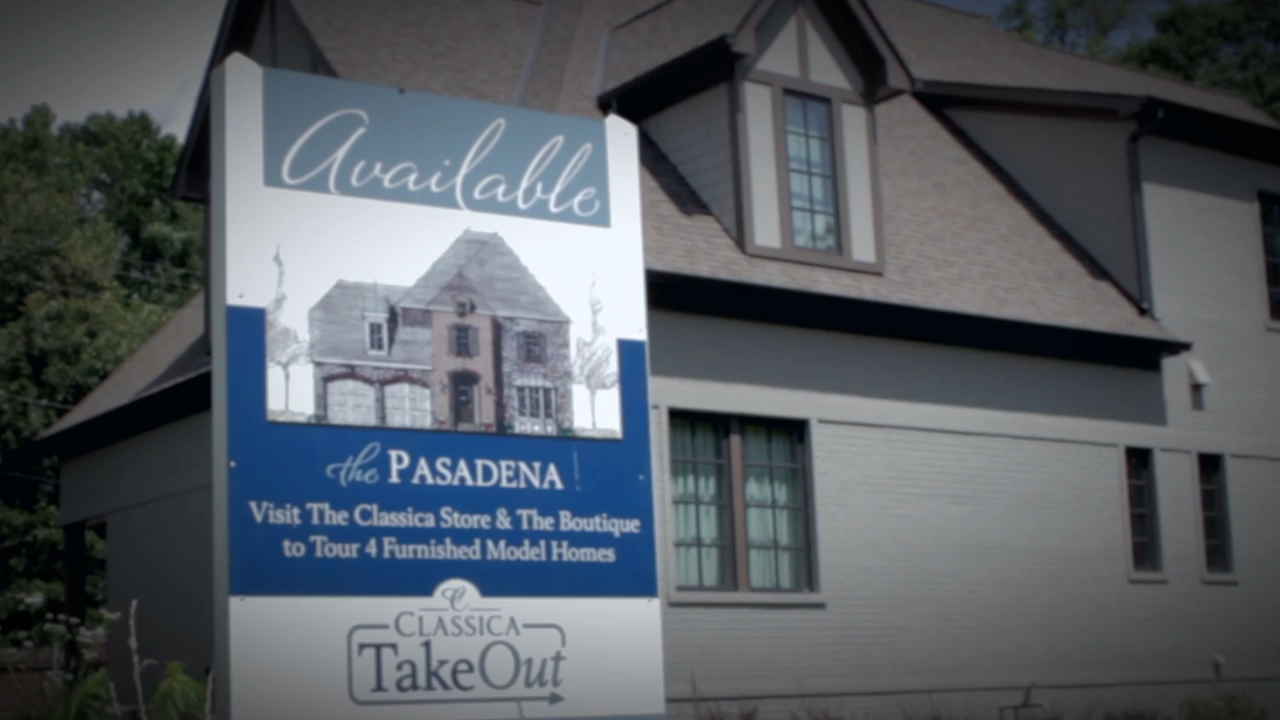 Available
the PASADENA
Visit The Classica Store & The Boutique
to Tour 4 Furnished Model Homes
C
CLASSICA
TakeOut